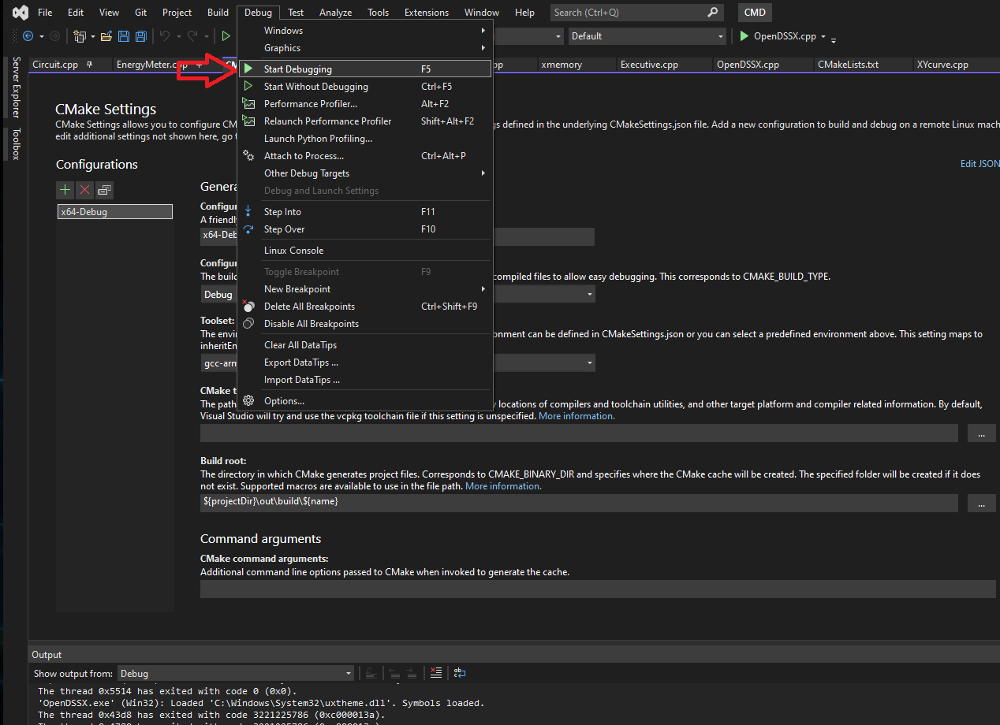 File Edit View Git Project Build Debug Test Analyze Tools Extensions Window Help Search (Ctrl+Q) CMD
Default OpenDSSX.cpp
Circuit.cpp EnergyMeter.cpp xmemory Executive.cpp OpenDSSX.cpp CMakeLists.txt XYcurve.cpp
Server Explorer
Toolbox
Windows
Graphics
Start Debugging F5
Start Without Debugging Ctrl+F5
Performance Profiler... Alt+F2
Relaunch Performance Profiler Shift+Alt+F2
Launch Python Profiling...
Attach to Process... Ctrl+Alt+P
Other Debug Targets
Debug and Launch Settings
Step Into F11
Step Over F10
Linux Console
Toggle Breakpoint F9
New Breakpoint
Delete All Breakpoints Ctrl+Shift+F9
Disable All Breakpoints
Clear All DataTips
Export DataTips ...
Import DataTips ...
Options...
CMake Settings
CMake Settings allows you to configure CM gs defined in the underlying CMakeSettings.json file. Add a new configuration to build and debug on a remote Linux mach
edit additional settings not shown here, go t
Edit JSON
Configurations
x64-Debug
Genera
Configur
A friendl
x64-Deb
Configur
The build compiled files to allow easy debugging. This corresponds to CMAKE_BUILD_TYPE.
Debug
Toolset:
The envi onment can be defined in CMakeSettings.json or you can select a predefined environment above. This setting maps to
inheritEn
gcc-arm
CMake t
The path y locations of compilers and toolchain utilities, and other target platform and compiler related information. By default,
Visual Studio will try and use the vcpkg toolchain file if this setting is unspecified. More information.
...
Build root:
The directory in which CMake generates project files. Corresponds to CMAKE_BINARY_DIR and specifies where the CMake cache will be created. The specified folder will be created if it does
not exist. Supported macros are available to use in the file path. More information.
${projectDir}\out\build\${name} ...
Command arguments
CMake command arguments:
Additional command line options passed to CMake when invoked to generate the cache.
Output
Show output from: Debug
The thread 0x5514 has exited with code 0 (0x0).
'OpenDSSX.exe' (Win32): Loaded 'C:\Windows\System32\uxtheme.dll'. Symbols loaded.
The thread 0x43d8 has exited with code 3221225786 (0xc000013a).